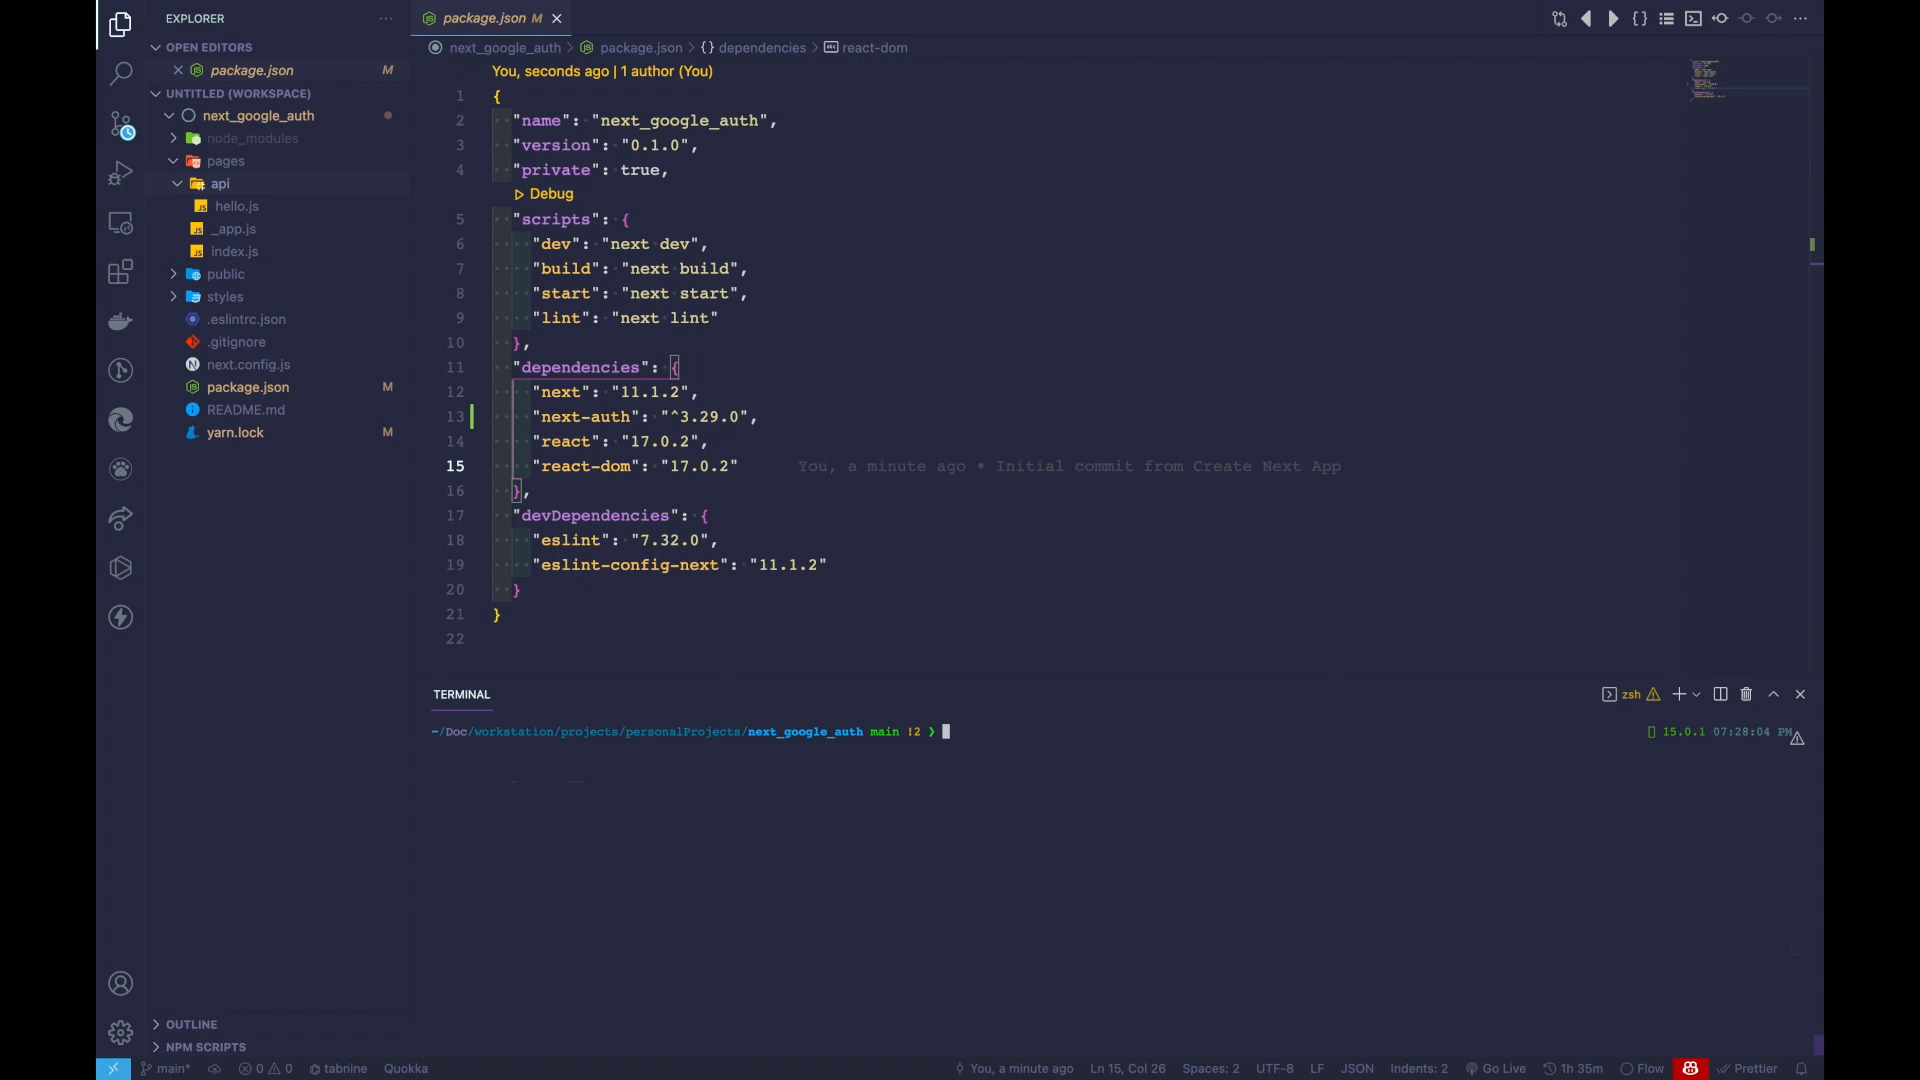 EXPLORER
OPEN EDITORS
package.json M
UNTITLED (WORKSPACE)
next_google_auth
node_modules
pages
api
hello.js
_app.js
index.js
public
styles
.eslintrc.json
.gitignore
next.config.js
package.json M
README.md
yarn.lock M
OUTLINE
NPM SCRIPTS
package.json M
next_google_auth > package.json > {} dependencies > react-dom
You, seconds ago | 1 author (You)
1 {
2 "name": "next_google_auth",
3 "version": "0.1.0",
4 "private": true,
Debug
5 "scripts": {
6 "dev": "next dev",
7 "build": "next build",
8 "start": "next start",
9 "lint": "next lint"
10 },
11 "dependencies": {
12 "next": "11.1.2",
13 "next-auth": "^3.29.0",
14 "react": "17.0.2",
15 "react-dom": "17.0.2" You, a minute ago • Initial commit from Create Next App
16 },
17 "devDependencies": {
18 "eslint": "7.32.0",
19 "eslint-config-next": "11.1.2"
20 }
21 }
22
TERMINAL
zsh
~/Doc/workstation/projects/personalProjects/next_google_auth main !2 ❯ 15.0.1 07:28:04 PM
main* 0 0 tabnine Quokka You, a minute ago Ln 15, Col 26 Spaces: 2 UTF-8 LF JSON Indents: 2 Go Live 1h 35m Flow Prettier